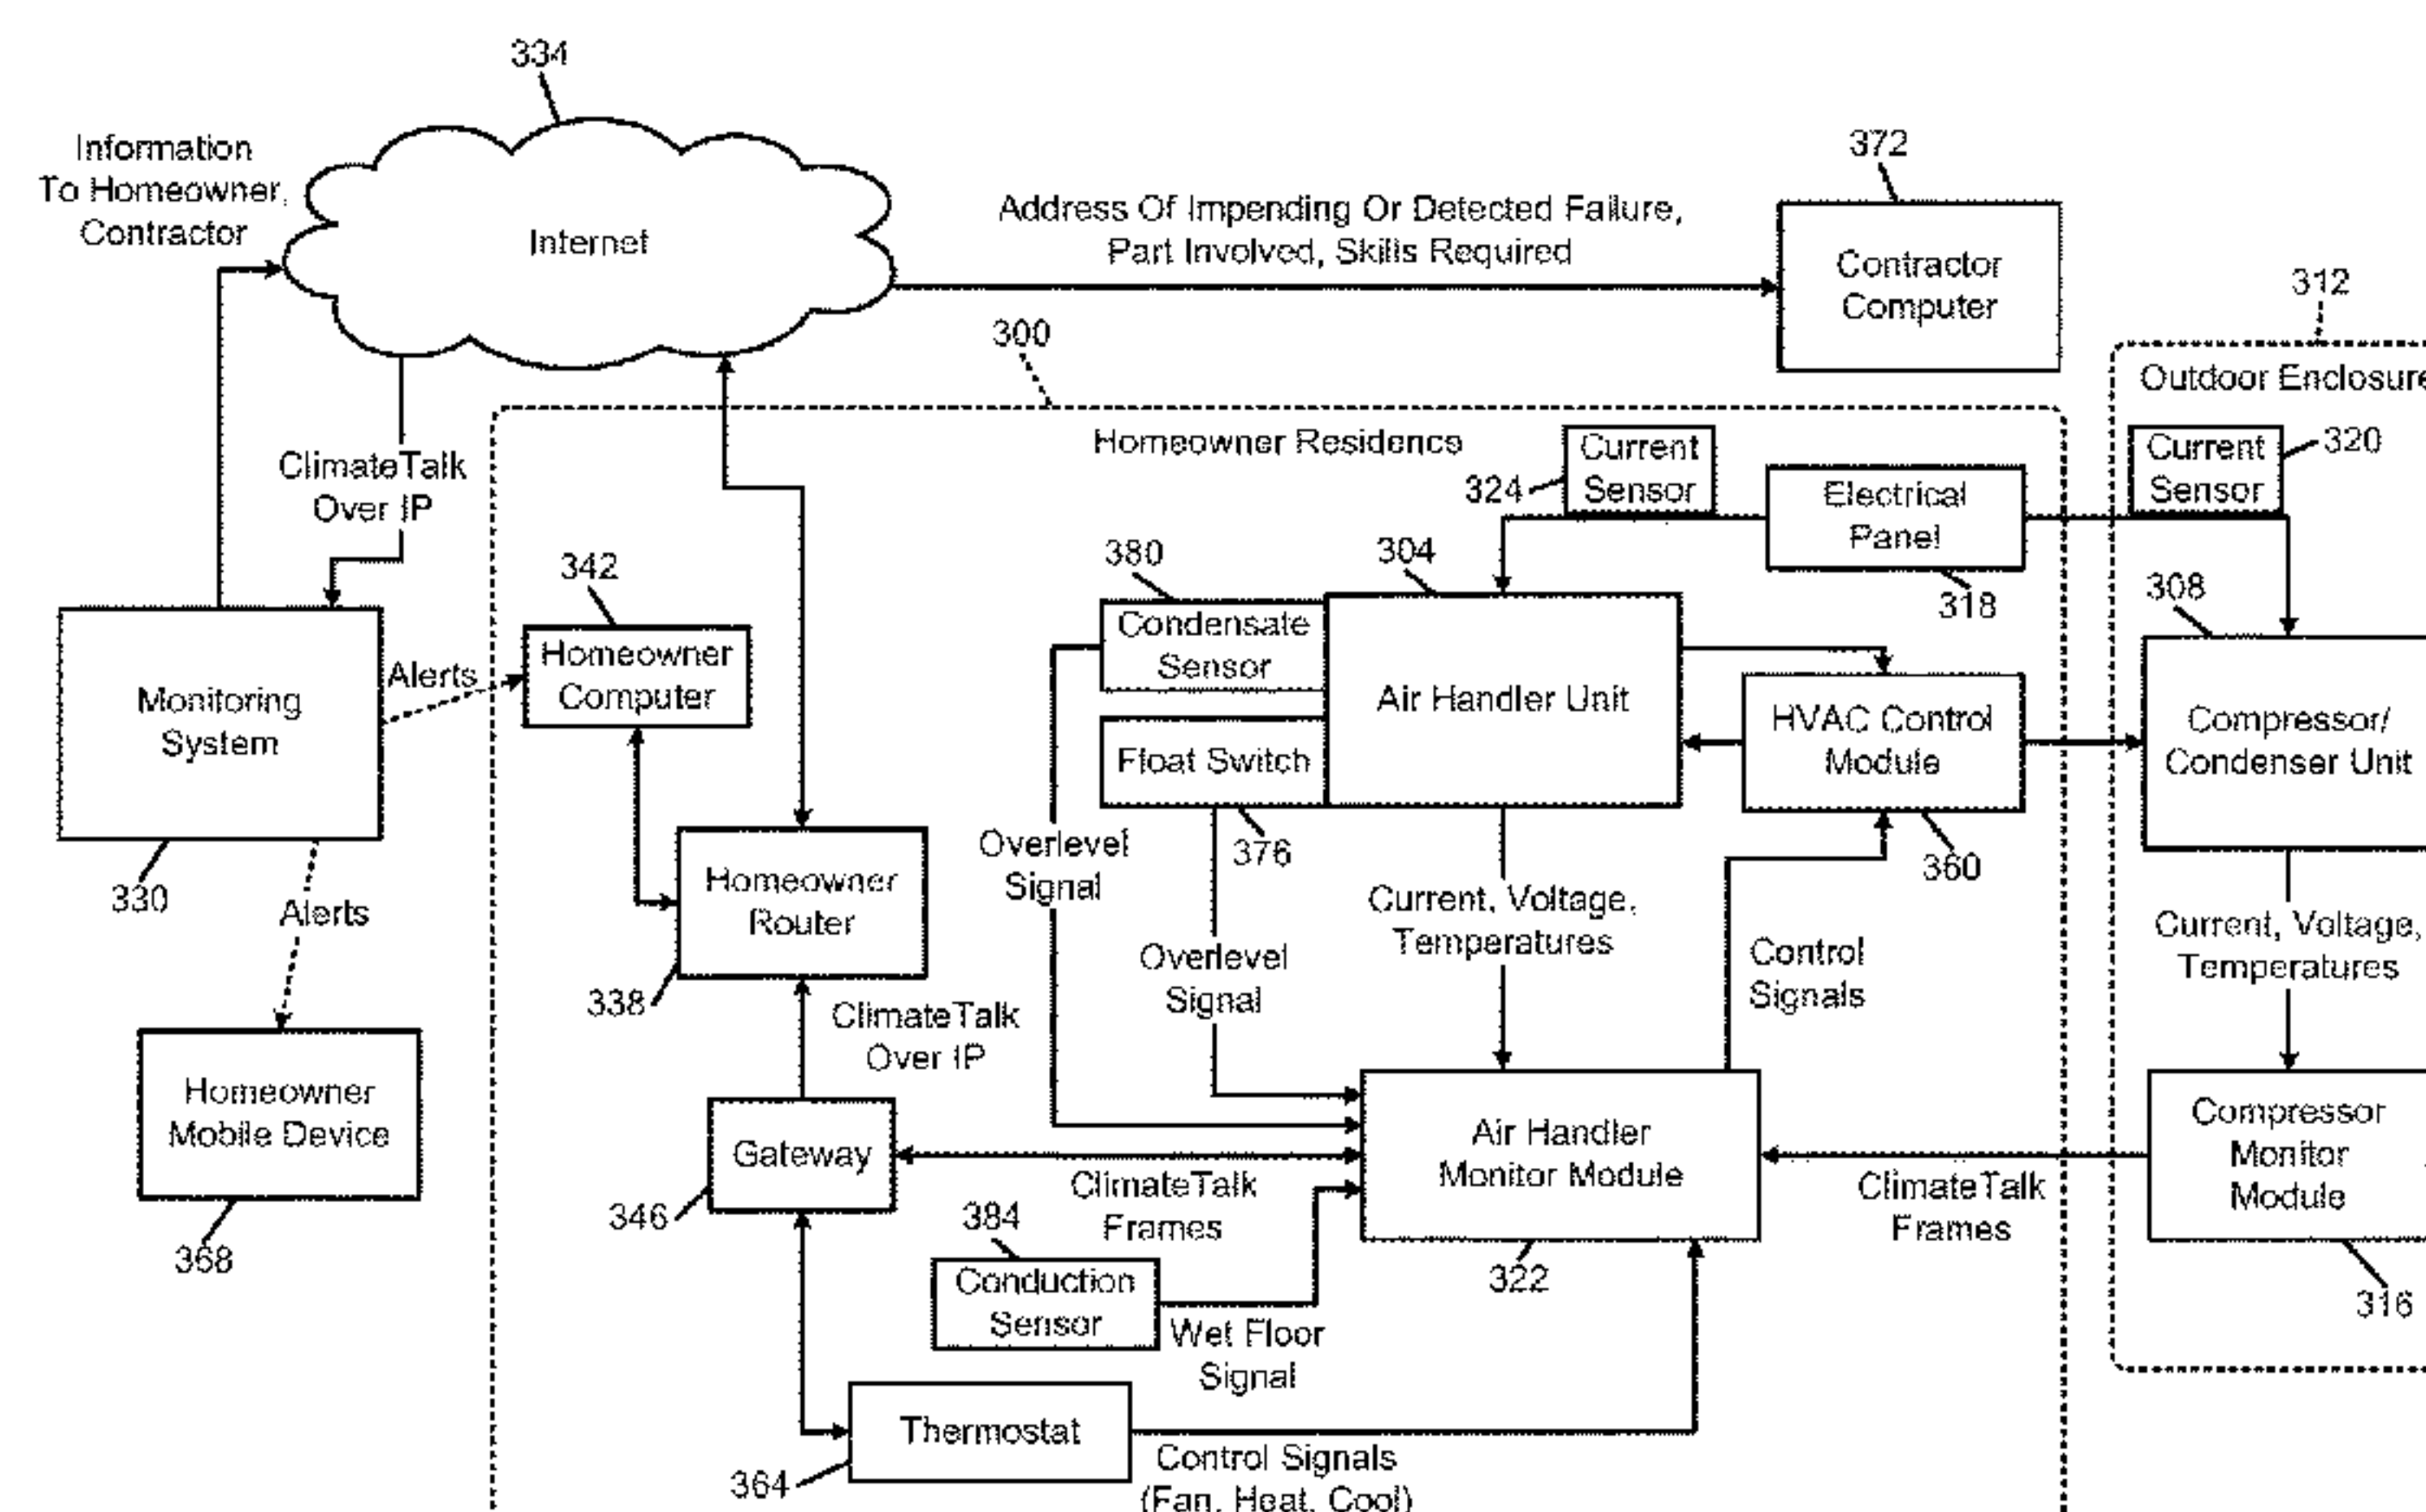 334
Information
To Homeowner,
Contractor
Internet
372
Address Of Impending Or Detected Failure,
Part Involved, Skills Required
Contractor
Computer
312
300
Outdoor Enclosure
Homeowner Residence
Current
Sensor
324
Electrical
Panel
318
Current
Sensor
320
ClimateTalk
Over IP
342
380
304
308
Condensate
Sensor
Homeowner
Computer
Alerts
Monitoring
System
Air Handler Unit
HVAC Control
Module
Compressor/
Condenser Unit
Float Switch
376
360
Overlevel
Signal
Homeowner
Router
330
Alerts
Current, Voltage,
Temperatures
Overlevel
Signal
Control
Signals
Current, Voltage,
Temperatures
338
ClimateTalk
Over IP
Homeowner
Mobile Device
Gateway
Air Handler
Monitor Module
Compressor
Monitor
Module
ClimateTalk
Frames
ClimateTalk
Frames
346
384
368
322
316
Conduction
Sensor
Wet Floor
Signal
Thermostat
364
Control Signals
(Fan, Heat, Cool)